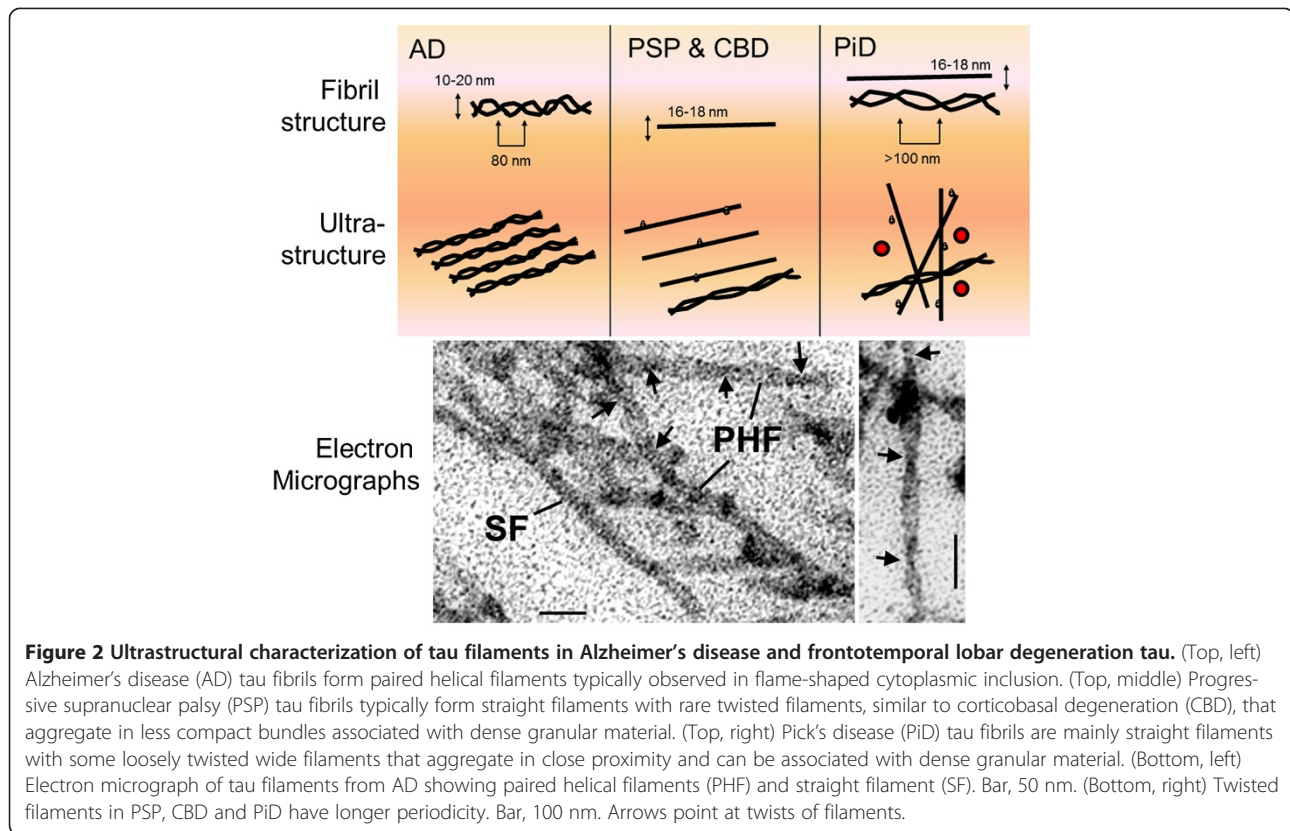 AD
PSP & CBD
PiD
Fibril
structure
10-20 nm
80 nm
16-18 nm
16-18 nm
>100 nm
Ultra-
structure
Electron
Micrographs
PHF
SF
Figure 2 Ultrastructural characterization of tau filaments in Alzheimer’s disease and frontotemporal lobar degeneration tau. (Top, left)
Alzheimer’s disease (AD) tau fibrils form paired helical filaments typically observed in flame-shaped cytoplasmic inclusion. (Top, middle) Progres-
sive supranuclear palsy (PSP) tau fibrils typically form straight filaments with rare twisted filaments, similar to corticobasal degeneration (CBD), that
aggregate in less compact bundles associated with dense granular material. (Top, right) Pick’s disease (PiD) tau fibrils are mainly straight filaments
with some loosely twisted wide filaments that aggregate in close proximity and can be associated with dense granular material. (Bottom, left)
Electron micrograph of tau filaments from AD showing paired helical filaments (PHF) and straight filament (SF). Bar, 50 nm. (Bottom, right) Twisted
filaments in PSP, CBD and PiD have longer periodicity. Bar, 100 nm. Arrows point at twists of filaments.